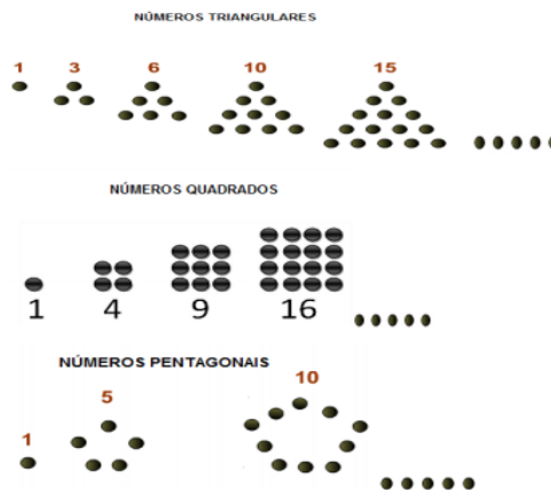 NÚMEROS TRIANGULARES
1 3 6 10 15
NÚMEROS QUADRADOS
1 4 9 16
NÚMEROS PENTAGONAIS
1 5 10